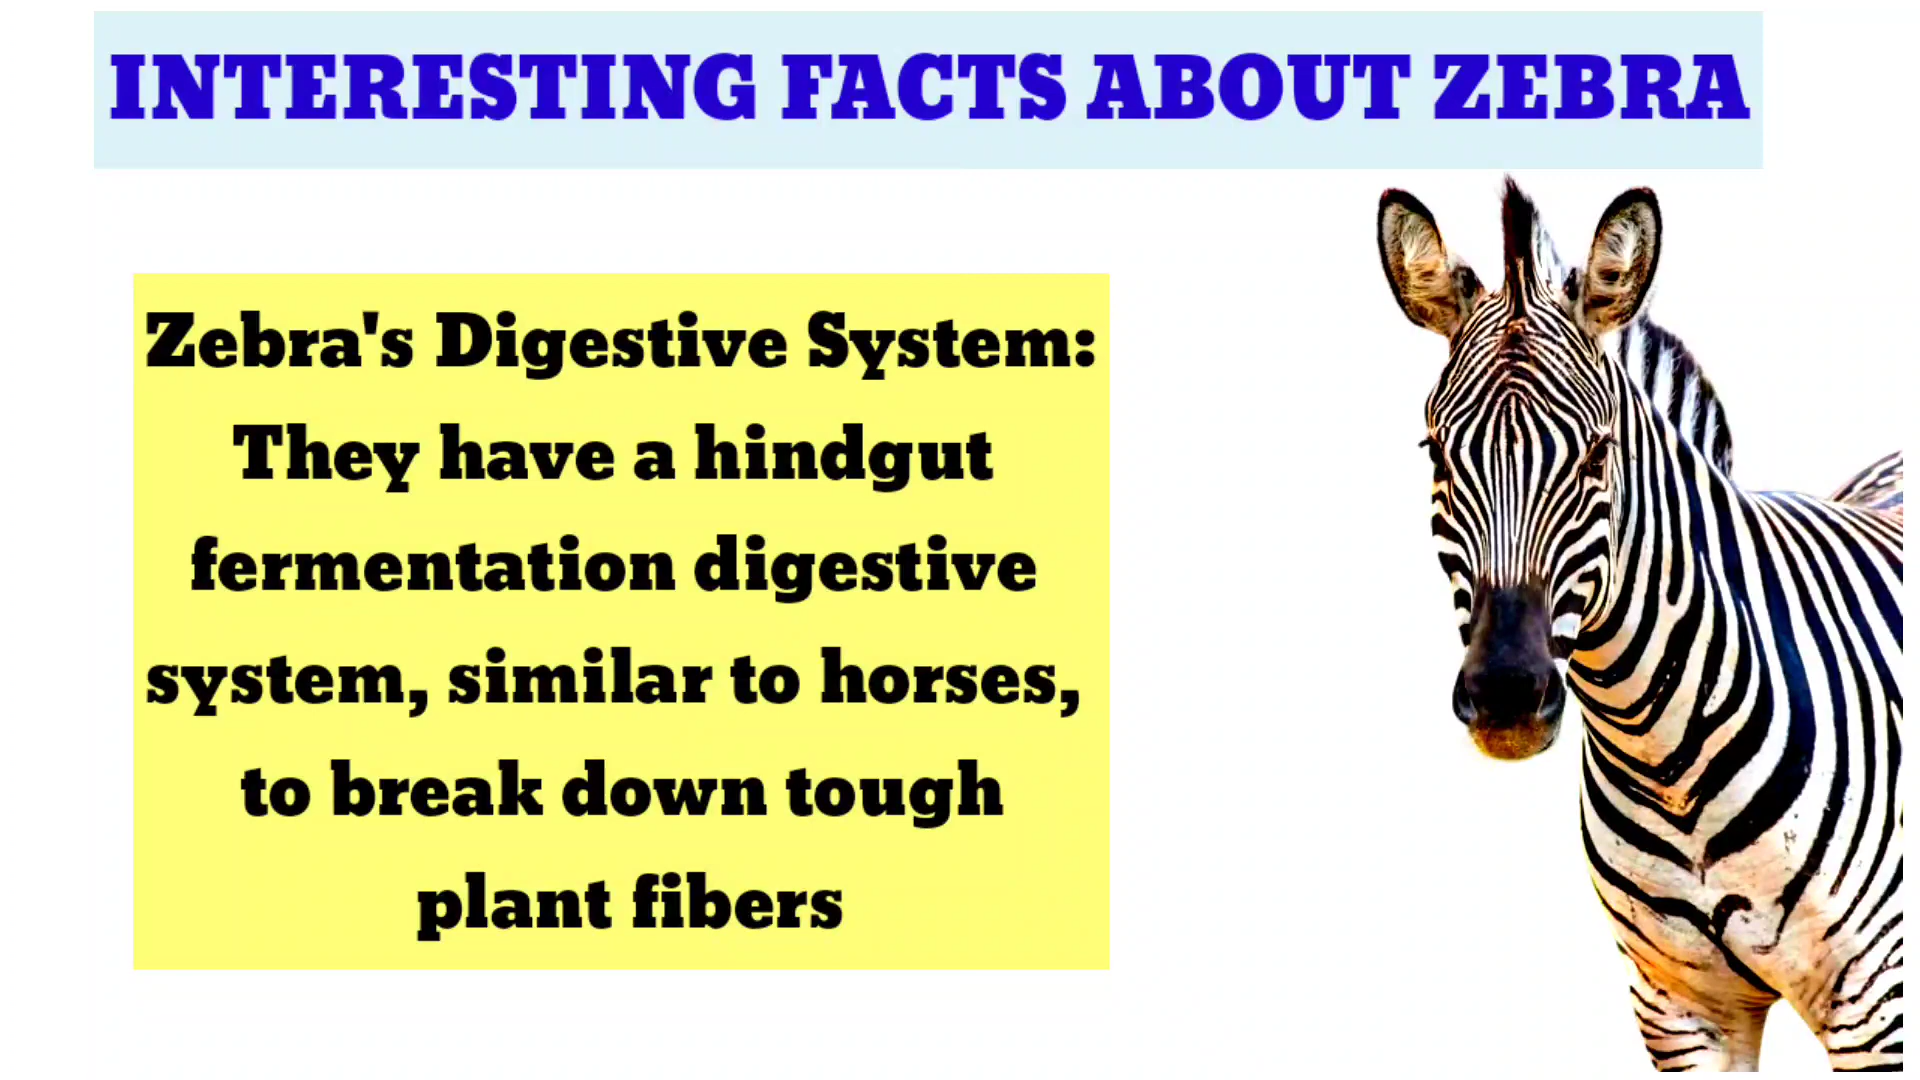 INTERESTING FACTS ABOUT ZEBRA
Zebra's Digestive System:
They have a hindgut
fermentation digestive
system, similar to horses,
to break down tough
plant fibers